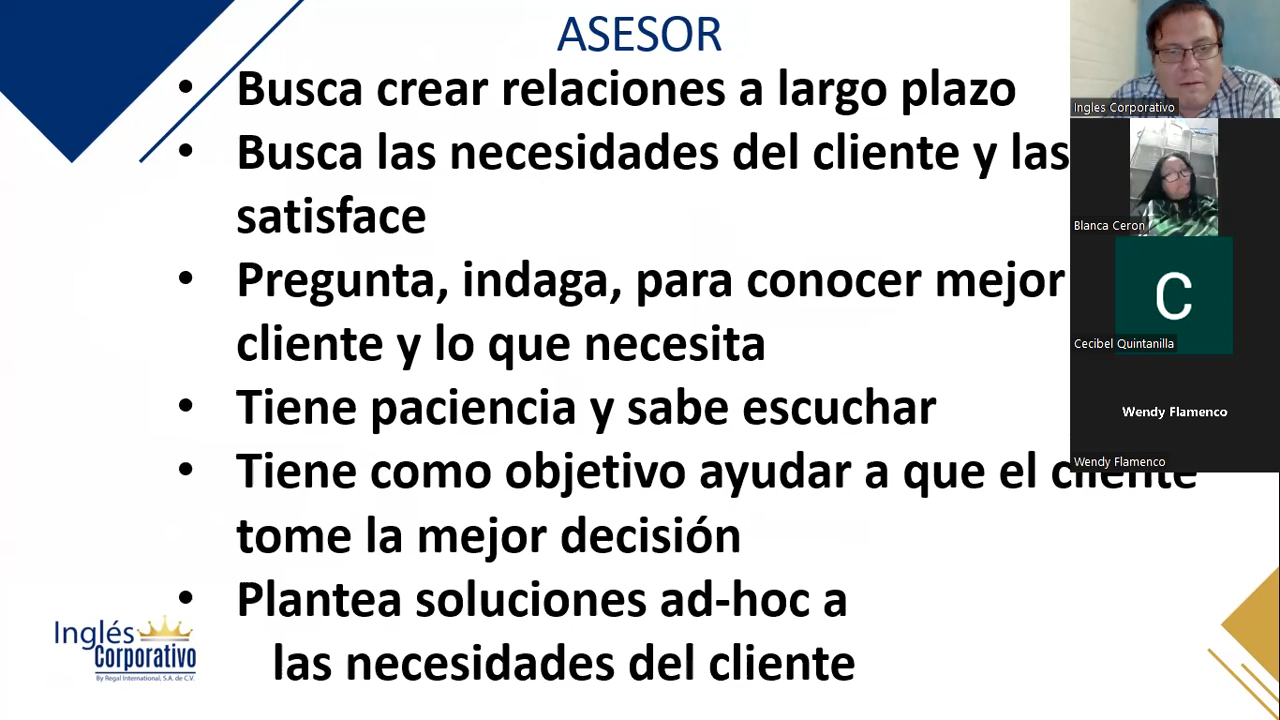 ASESOR
• Busca crear relaciones a largo plazo
• Busca las necesidades del cliente y las
satisface
• Pregunta, indaga, para conocer mejor
cliente y lo que necesita
• Tiene paciencia y sabe escuchar
• Tiene como objetivo ayudar a que el cliente
tome la mejor decisión
• Plantea soluciones ad-hoc a
las necesidades del cliente
Inglés
Corporativo
By Regal International, S.A. de C.V.
Ingles Corporativo
Blanca Ceron
C
Cecibel Quintanilla
Wendy Flamenco
Wendy Flamenco